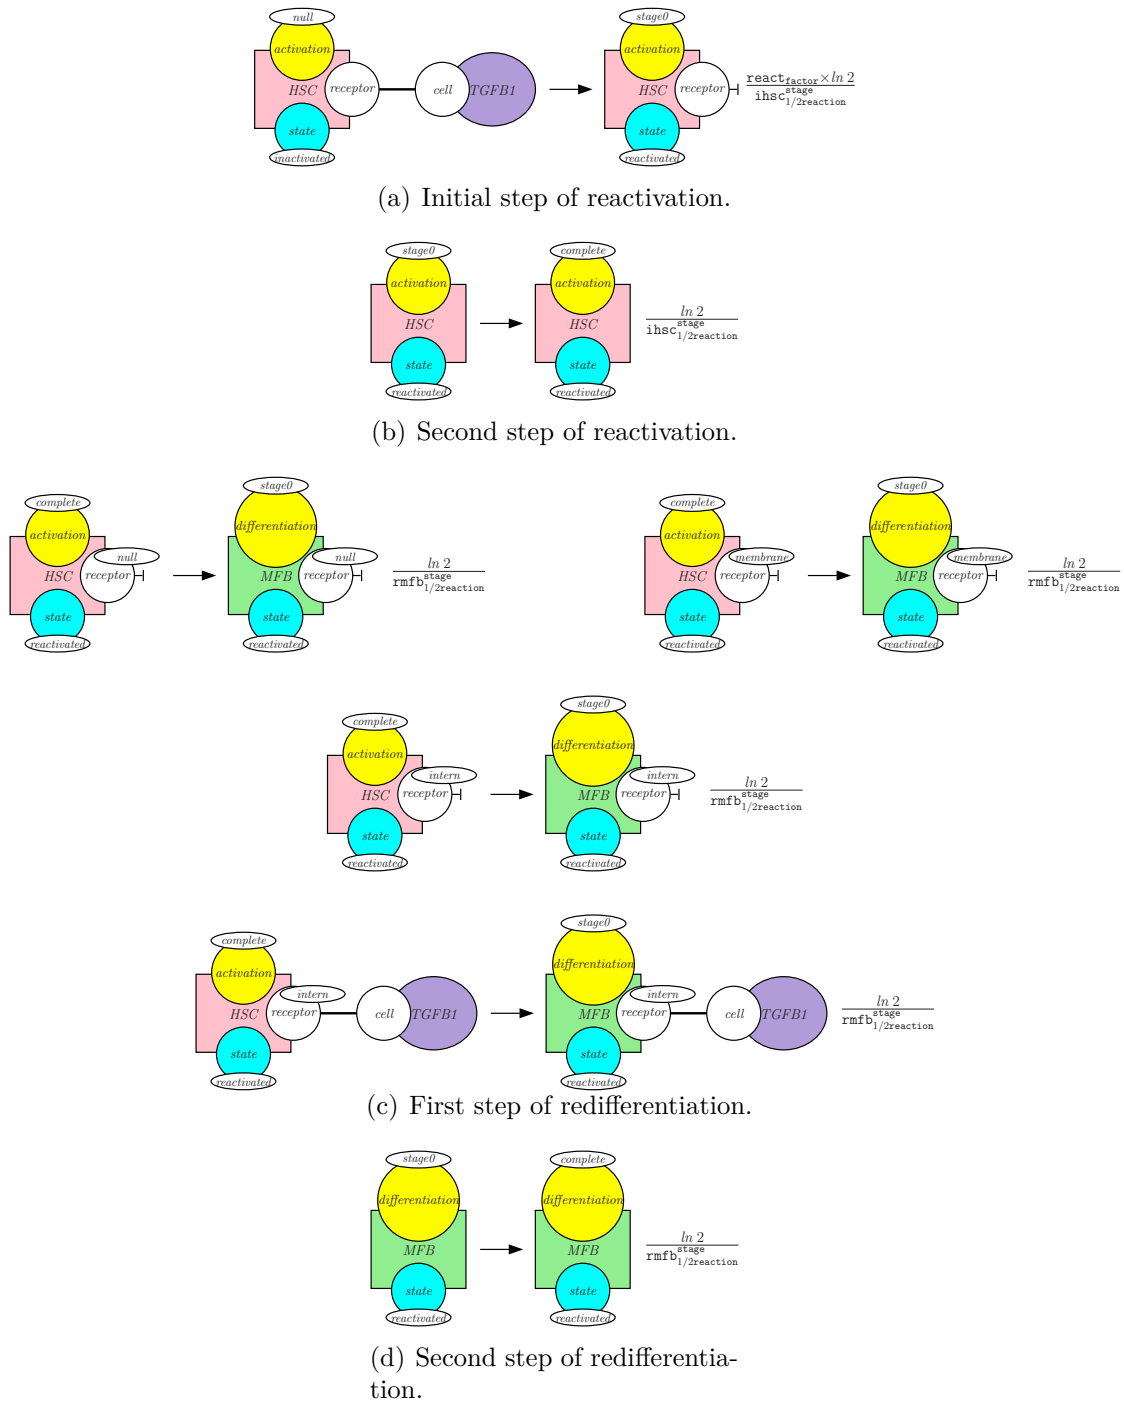 null stage0
activation activation
HSC receptor cell TGFB1 HSC receptor react_factor×ln 2
ihsc^stage_1/2reaction
state state
inactivated reactivated
(a) Initial step of reactivation.
stage0 complete
activation activation
HSC HSC ln 2
ihsc^stage_1/2reaction
state state
reactivated reactivated
(b) Second step of reactivation.
stage0 stage0
complete complete
differentiation differentiation
activation activation
null null membrane membrane
HSC receptor MFB receptor ln 2 HSC receptor MFB receptor ln 2
rmfb^stage_1/2reaction rmfb^stage_1/2reaction
state state state state
reactivated reactivated reactivated reactivated
stage0
complete
differentiation
activation
intern intern
HSC receptor MFB receptor ln 2
rmfb^stage_1/2reaction
state state
reactivated reactivated
stage0
complete
differentiation
activation
intern intern
HSC receptor cell TGFB1 MFB receptor cell TGFB1 ln 2
rmfb^stage_1/2reaction
state state
reactivated reactivated
(c) First step of redifferentiation.
stage0 complete
differentiation differentiation
MFB MFB ln 2
rmfb^stage_1/2reaction
state state
reactivated reactivated
(d) Second step of redifferentia-
tion.